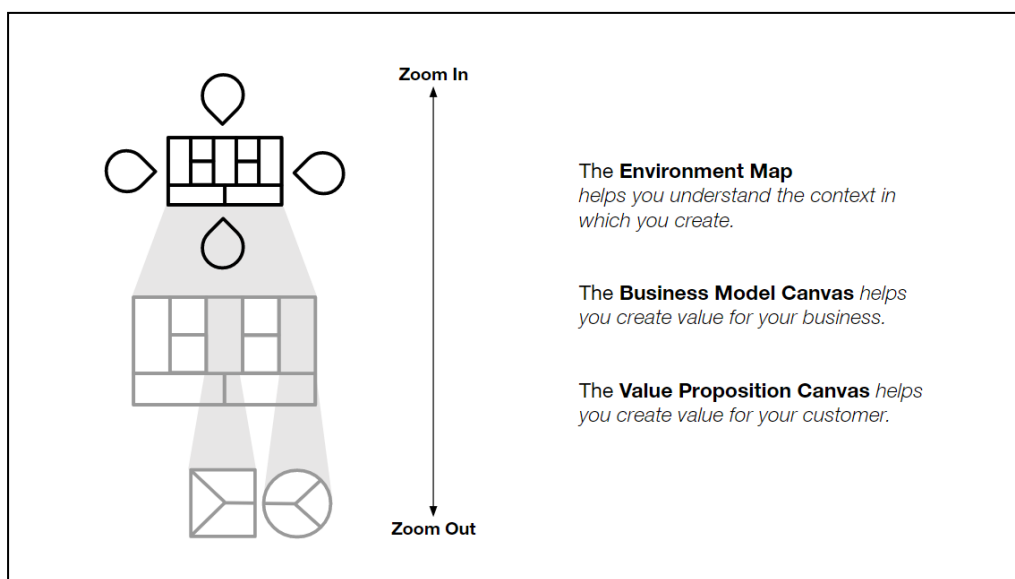 Zoom In
The Environment Map
helps you understand the context in
which you create.
The Business Model Canvas helps
you create value for your business.
The Value Proposition Canvas helps
you create value for your customer.
Zoom Out